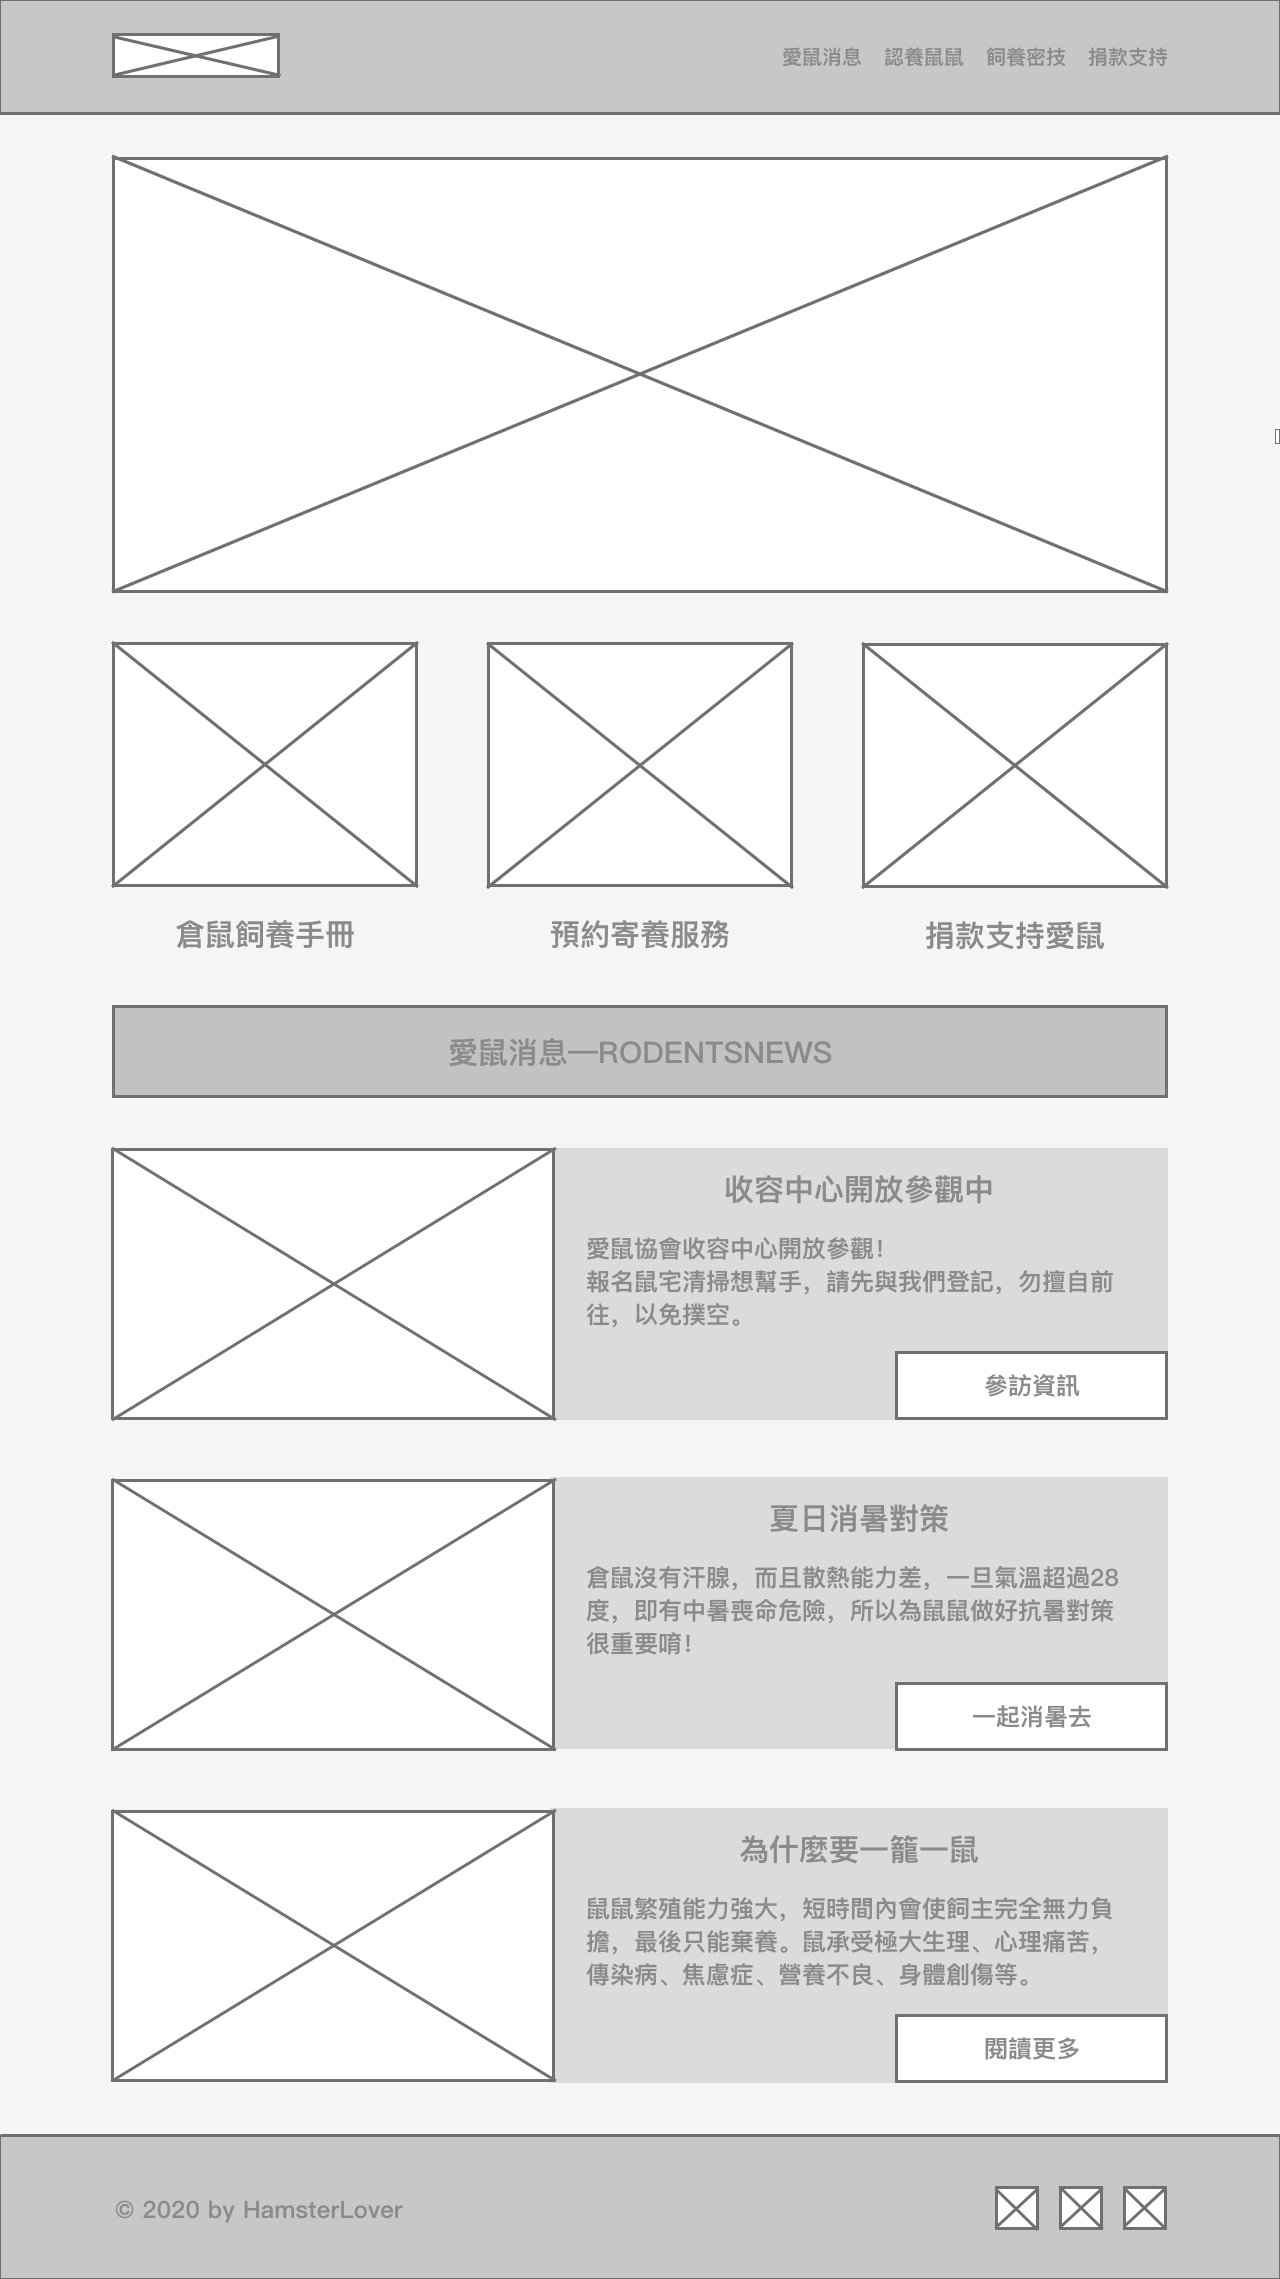 愛鼠消息 認養鼠鼠 飼養密技 捐款支持
倉鼠飼養手冊
預約寄養服務
捐款支持愛鼠
愛鼠消息—RODENTSNEWS
收容中心開放參觀中
愛鼠協會收容中心開放參觀！
報名鼠宅清掃想幫手，請先與我們登記，勿擅自前
往，以免撲空。
參訪資訊
夏日消暑對策
倉鼠沒有汗腺，而且散熱能力差，一旦氣溫超過28
度，即有中暑喪命危險，所以為鼠鼠做好抗暑對策
很重要唷！
一起消暑去
為什麼要一籠一鼠
鼠鼠繁殖能力強大，短時間內會使飼主完全無力負
擔，最後只能棄養。鼠承受極大生理、心理痛苦，
傳染病、焦慮症、營養不良、身體創傷等。
閱讀更多
© 2020 by HamsterLover